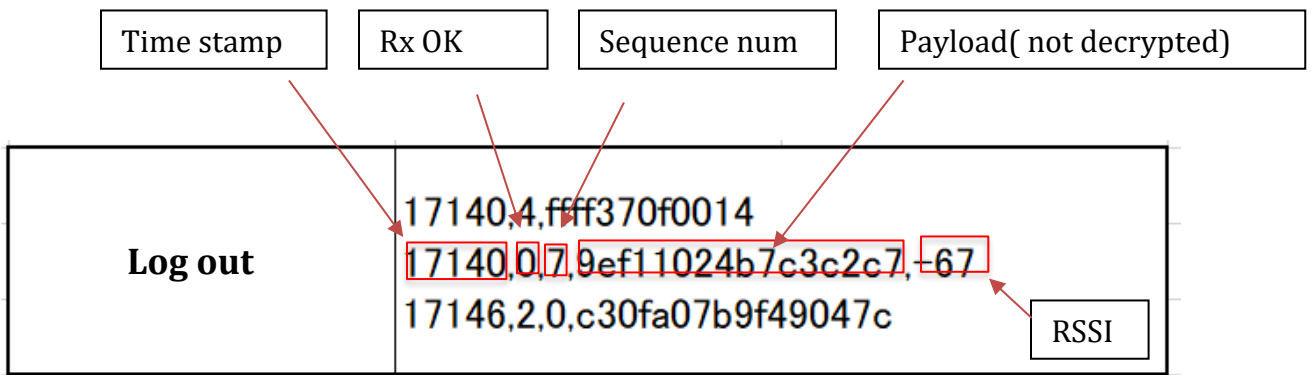 Time stamp
Rx OK
Sequence num
Payload( not decrypted)
Log out
17140,4,ffff370f0014
17140,0,7,9ef11024b7c3c2c7,-67
17146,2,0,c30fa07b9f49047c
RSSI